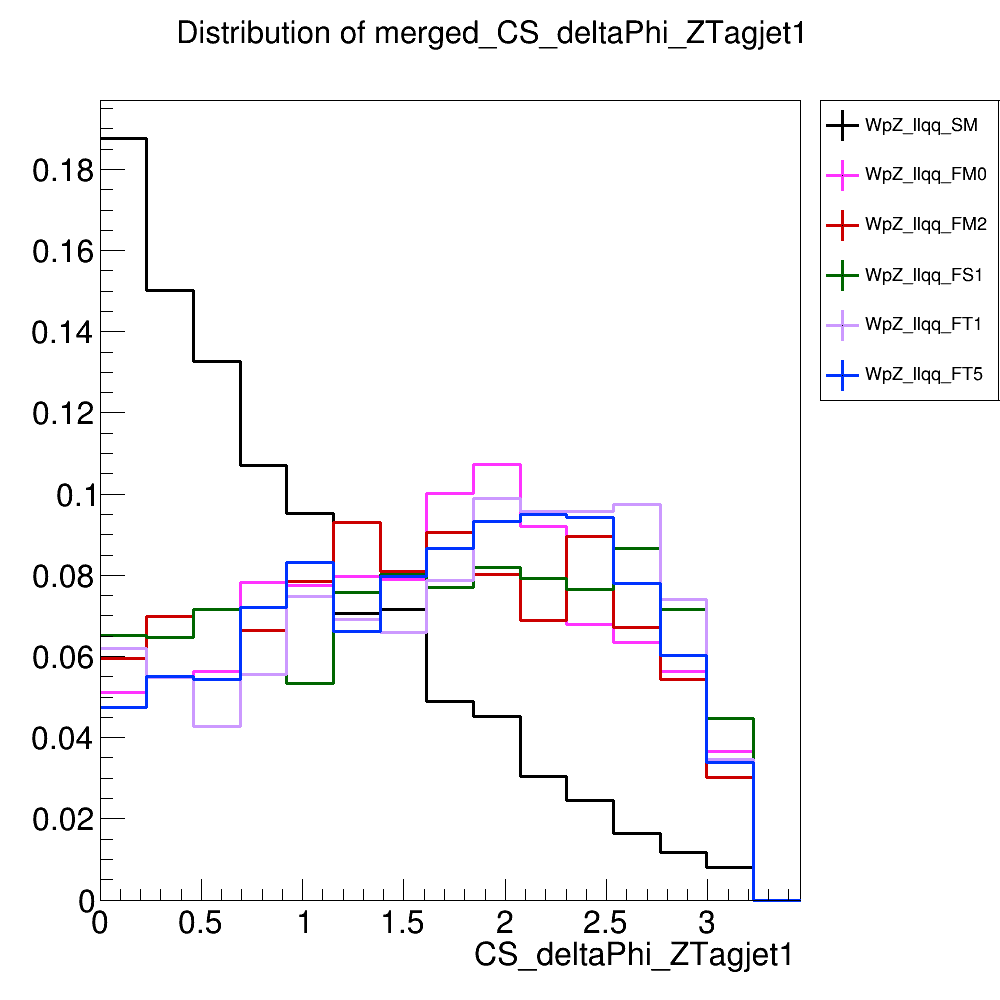 Distribution of merged_CS_deltaPhi_ZTagjet1
WpZ_llqq_SM
WpZ_llqq_FM0
WpZ_llqq_FM2
WpZ_llqq_FS1
WpZ_llqq_FT1
WpZ_llqq_FT5
0.18
0.16
0.14
0.12
0.1
0.08
0.06
0.04
0.02
0
0 0.5 1 1.5 2 2.5 3
CS_deltaPhi_ZTagjet1